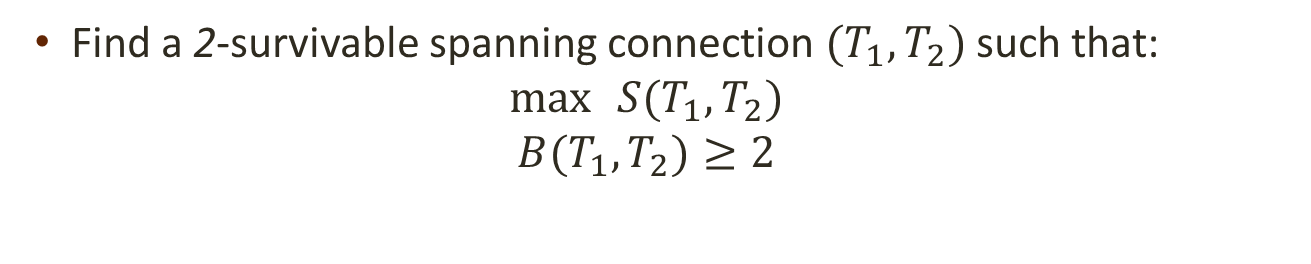 • Find a 2-survivable spanning connection (T₁, T₂) such that:
max S(T₁, T₂)
B(T₁, T₂) ≥ 2